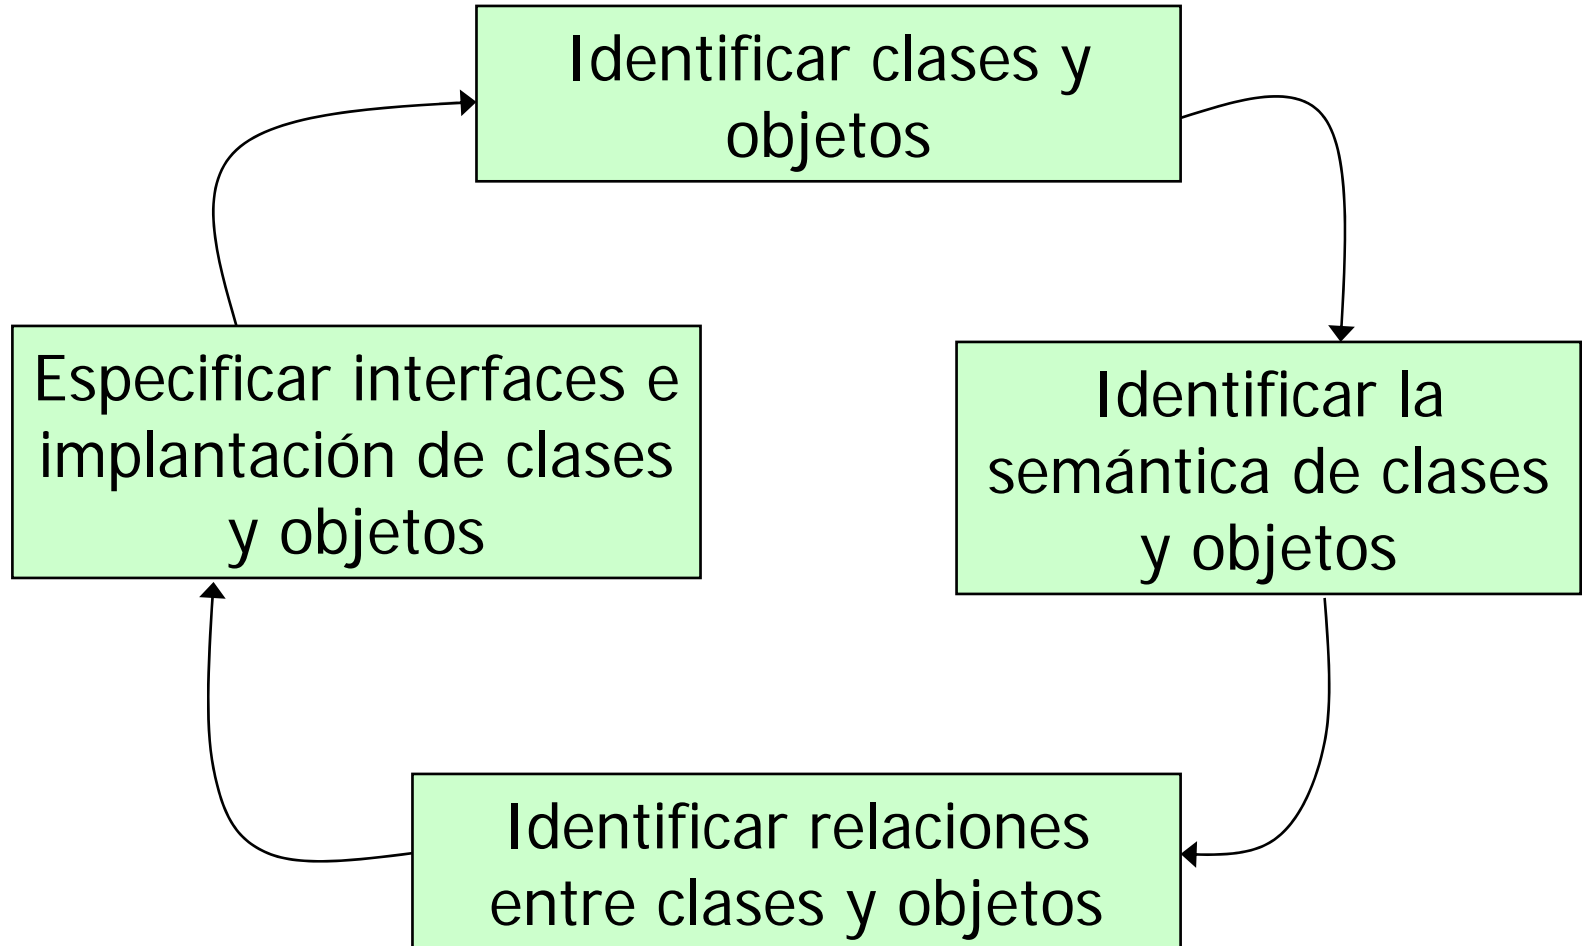 Identificar clases y
objetos
Especificar interfaces e
implantación de clases
y objetos
Identificar la
semántica de clases
y objetos
Identificar relaciones
entre clases y objetos